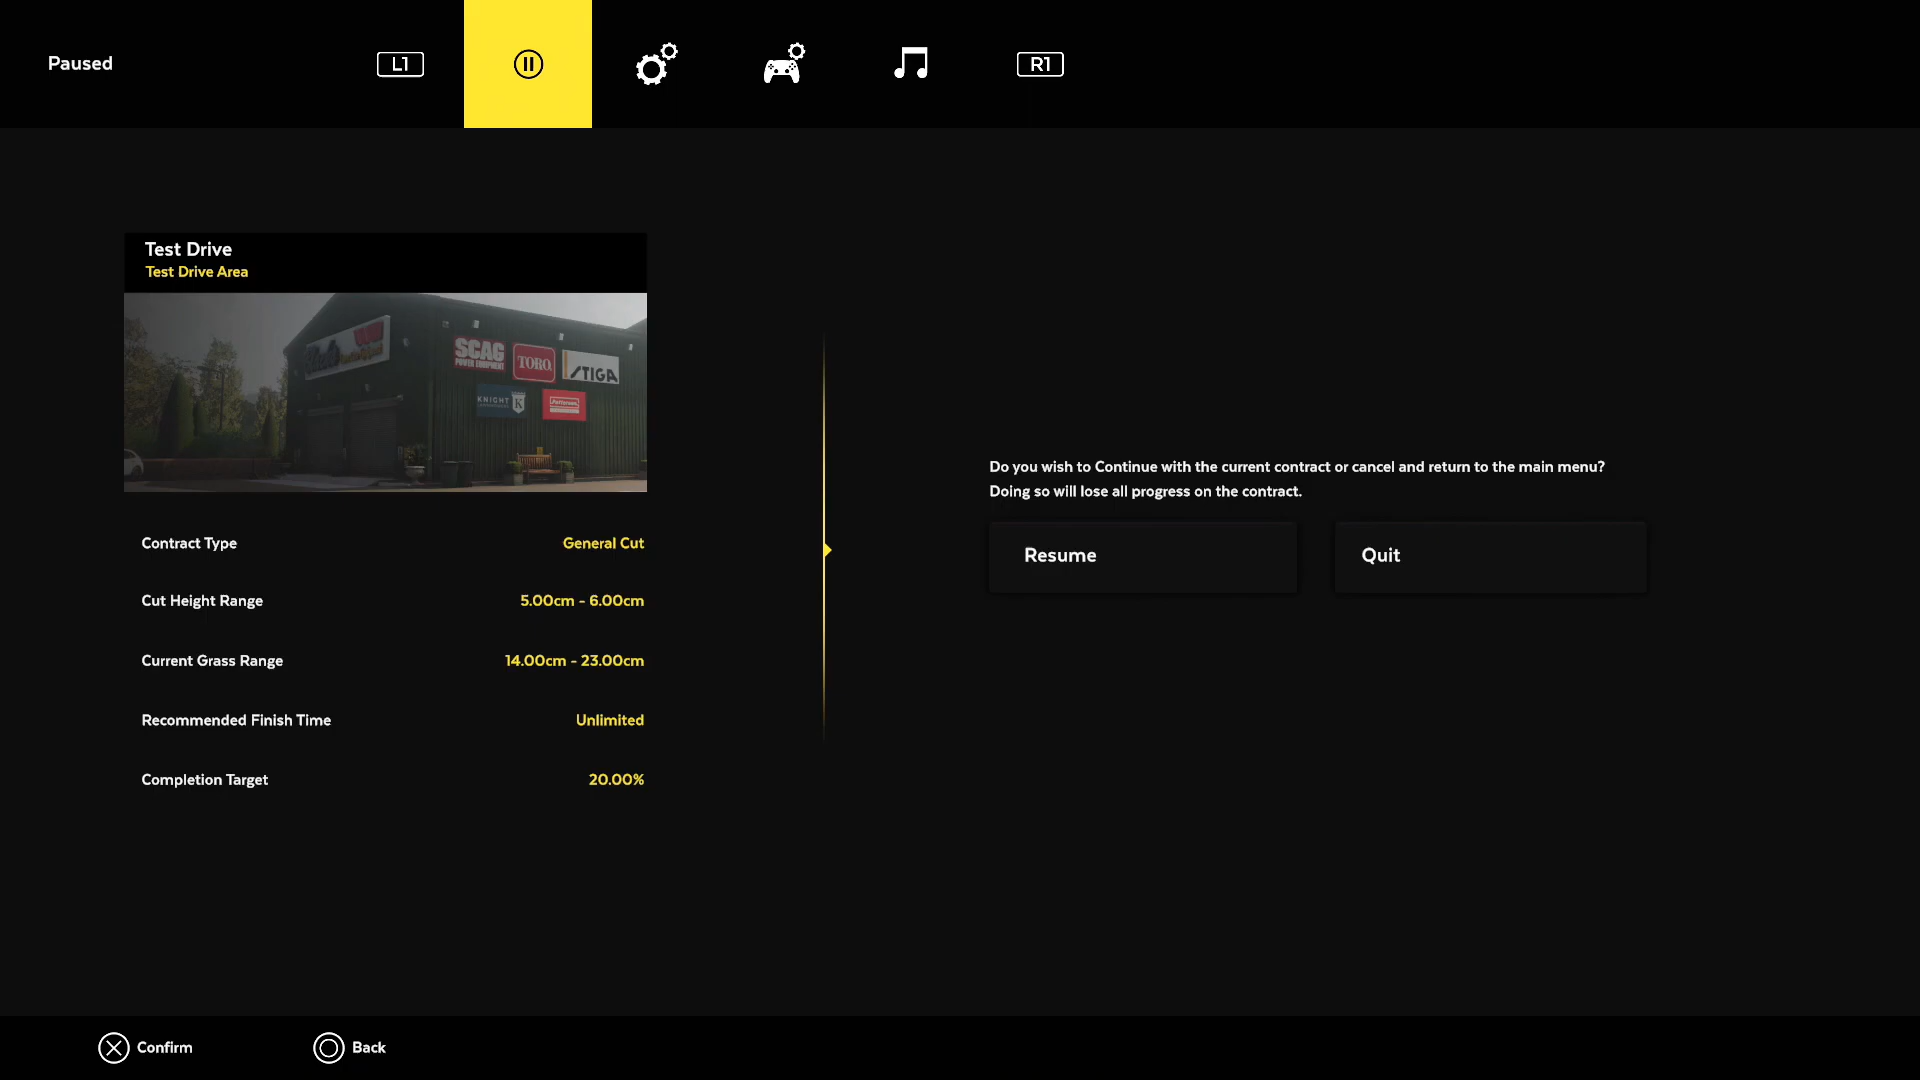 Paused
L1
R1
Test Drive
Test Drive Area
SCAG
POWER EQUIPMENT
TORO
STIGA
KNIGHT
K
Contract Type
General Cut
Cut Height Range
5.00cm - 6.00cm
Current Grass Range
14.00cm - 23.00cm
Recommended Finish Time
Unlimited
Completion Target
20.00%
Do you wish to Continue with the current contract or cancel and return to the main menu?
Doing so will lose all progress on the contract.
Resume
Quit
Confirm
Back